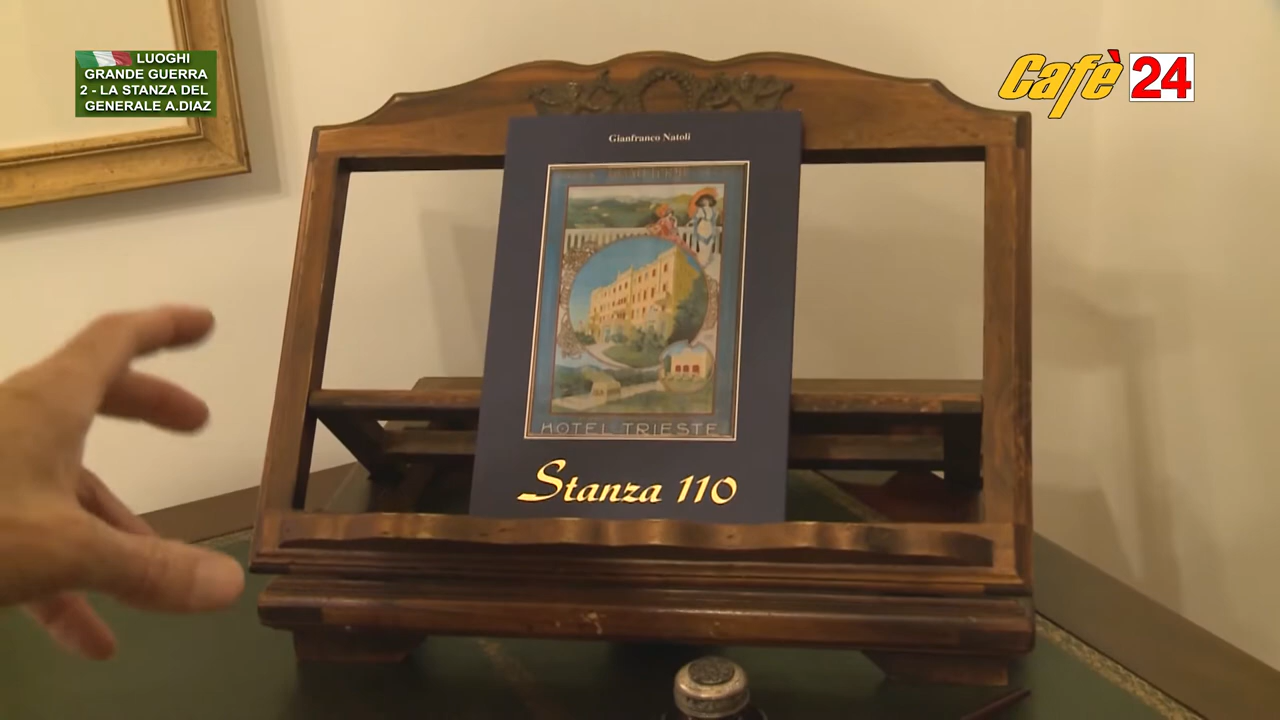 LUOGHI
GRANDE GUERRA
2 - LA STANZA DEL
GENERALE A.DIAZ
Cafè 24
Gianfranco Natoli
HOTEL TRIESTE
Stanza 110